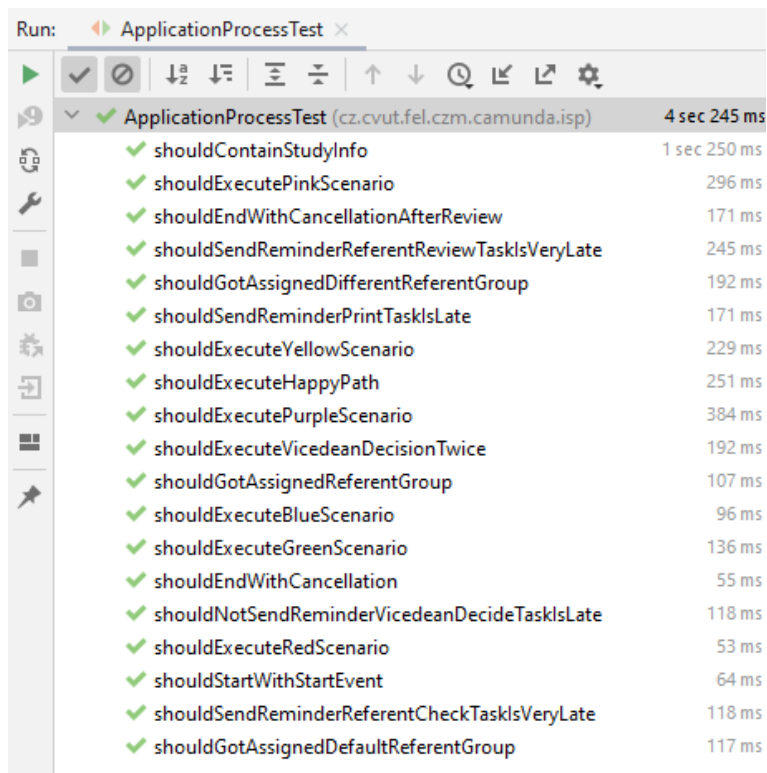 Run: ApplicationProcessTest
ApplicationProcessTest (cz.cvut.fel.czm.camunda.isp) 4 sec 245 ms
shouldContainStudyInfo 1 sec 250 ms
shouldExecutePinkScenario 296 ms
shouldEndWithCancellationAfterReview 171 ms
shouldSendReminderReferentReviewTaskIsVeryLate 245 ms
shouldGotAssignedDifferentReferentGroup 192 ms
shouldSendReminderPrintTaskIsLate 171 ms
shouldExecuteYellowScenario 229 ms
shouldExecuteHappyPath 251 ms
shouldExecutePurpleScenario 384 ms
shouldExecuteVicedeanDecisionTwice 192 ms
shouldGotAssignedReferentGroup 107 ms
shouldExecuteBlueScenario 96 ms
shouldExecuteGreenScenario 136 ms
shouldEndWithCancellation 55 ms
shouldNotSendReminderVicedeanDecideTaskIsLate 118 ms
shouldExecuteRedScenario 53 ms
shouldStartWithStartEvent 64 ms
shouldSendReminderReferentCheckTaskIsVeryLate 118 ms
shouldGotAssignedDefaultReferentGroup 117 ms